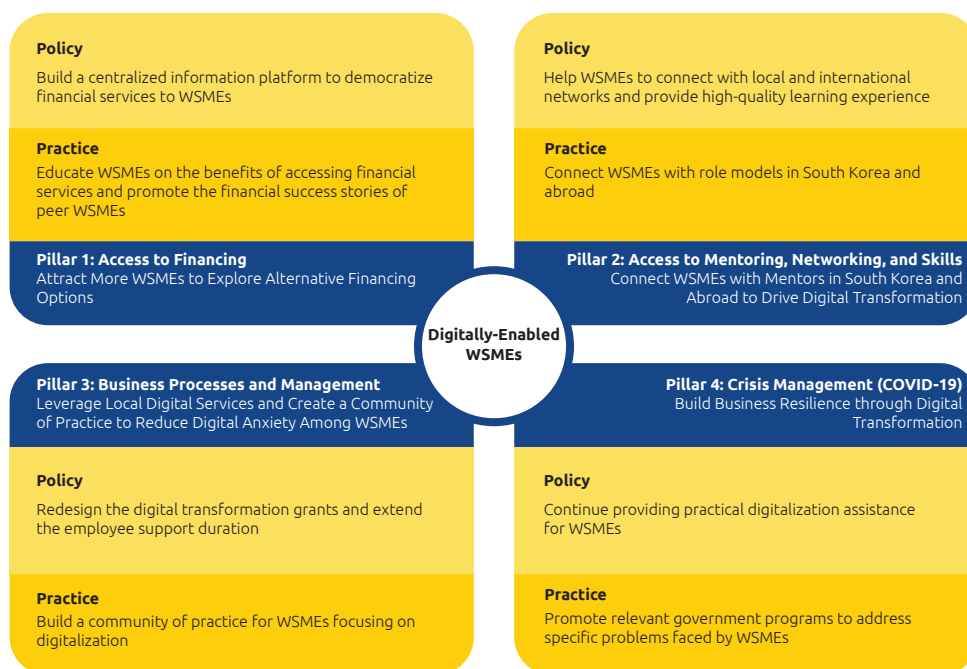 Policy
Build a centralized information platform to democratize
financial services to WSMEs
Practice
Educate WSMEs on the benefits of accessing financial
services and promote the financial success stories of
peer WSMEs
Pillar 1: Access to Financing
Attract More WSMEs to Explore Alternative Financing
Options
Policy
Help WSMEs to connect with local and international
networks and provide high-quality learning experience
Practice
Connect WSMEs with role models in South Korea and
abroad
Pillar 2: Access to Mentoring, Networking, and Skills
Connect WSMEs with Mentors in South Korea and
Abroad to Drive Digital Transformation
Digitally-Enabled
WSMEs
Pillar 3: Business Processes and Management
Leverage Local Digital Services and Create a Community
of Practice to Reduce Digital Anxiety Among WSMEs
Policy
Redesign the digital transformation grants and extend
the employee support duration
Practice
Build a community of practice for WSMEs focusing on
digitalization
Pillar 4: Crisis Management (COVID-19)
Build Business Resilience through Digital
Transformation
Policy
Continue providing practical digitalization assistance
for WSMEs
Practice
Promote relevant government programs to address
specific problems faced by WSMEs